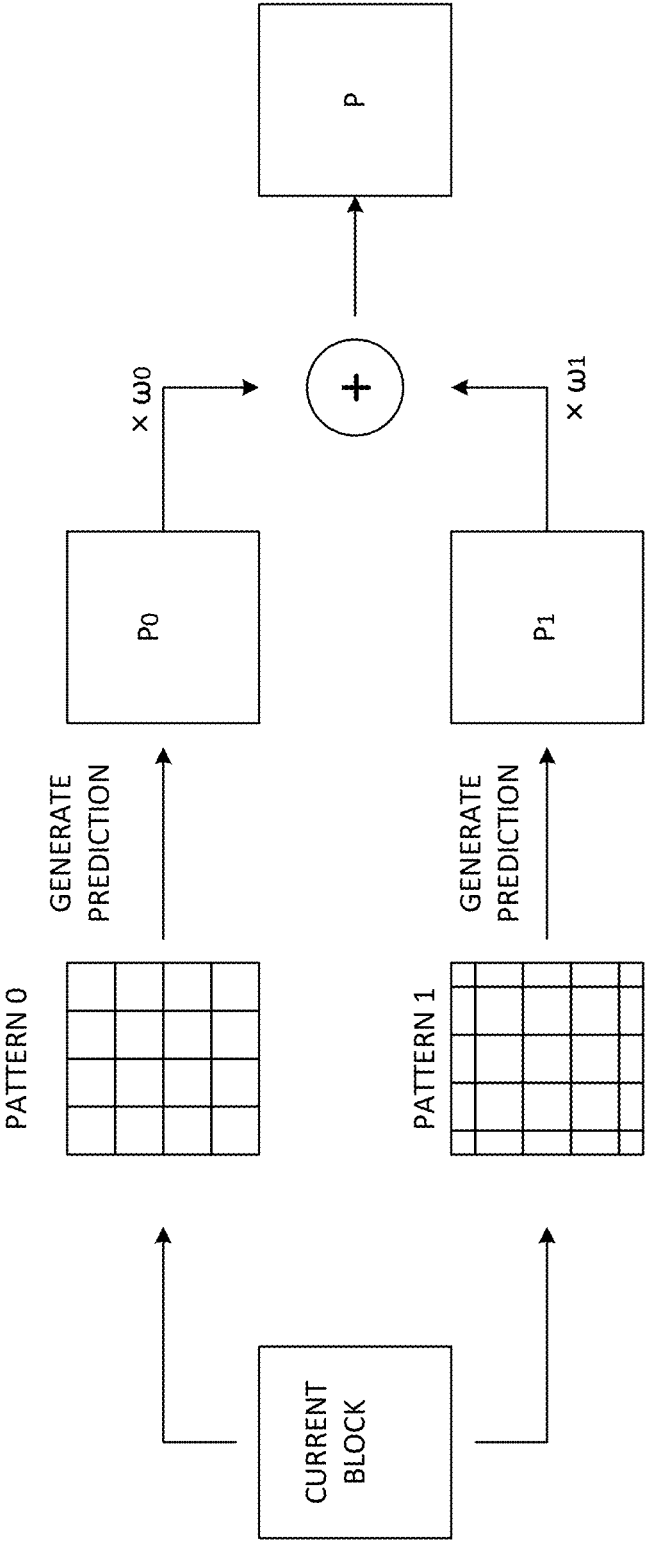 CURRENT
BLOCK
PATTERN 0
GENERATE
PREDICTION
P0
× ω0
PATTERN 1
GENERATE
PREDICTION
P1
× ω1
+
P